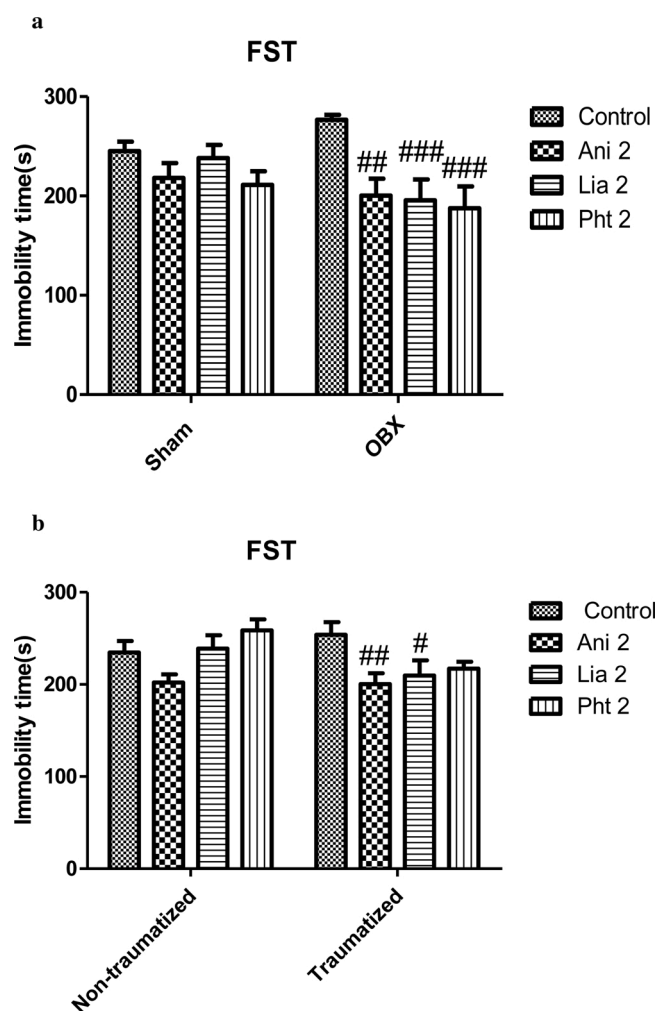 a
FST
300
200
100
0
Immobility time(s)
## ### ###
Sham
OBX
Control
Ani 2
Lia 2
Pht 2
b
FST
300
200
100
0
Immobility time(s)
## #
Non-traumatized
Traumatized
Control
Ani 2
Lia 2
Pht 2